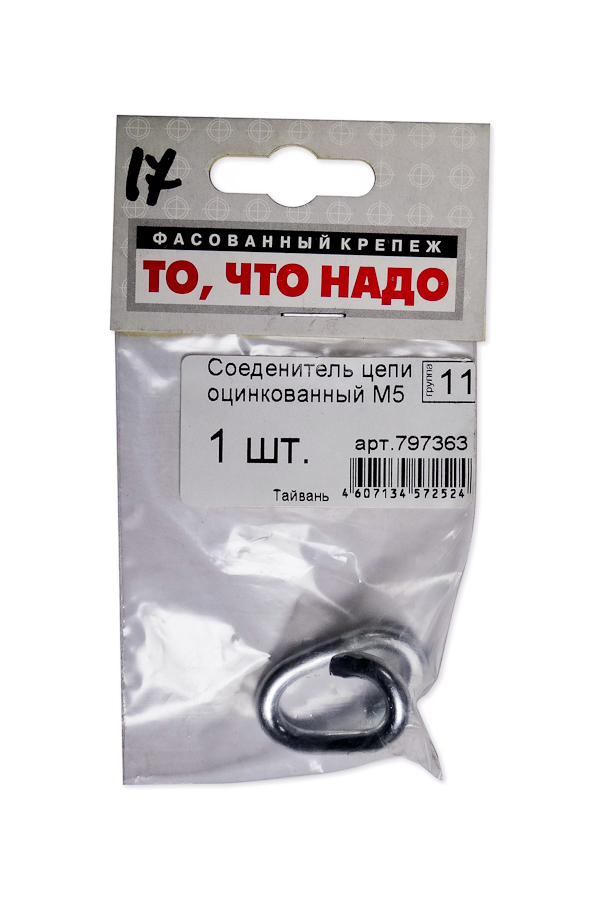 17
ФАСОВАННЫЙ КРЕПЕЖ
ТО, ЧТО НАДО
Соеденитель цепи
оцинкованный М5
группа 11
1 шт.
арт.797363
Тайвань
4 607134 572524